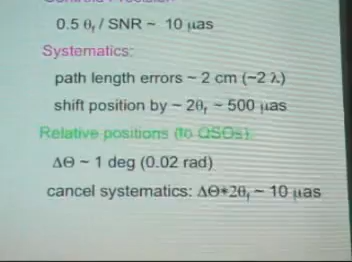 0.5 θf / SNR ~ 10 μas
Systematics:
path length errors ~ 2 cm (~2 λ)
shift position by ~ 2θf ~ 500 μas
Relative positions (to QSOs):
ΔΘ ~ 1 deg (0.02 rad)
cancel systematics: ΔΘ*2θf ~ 10 μas